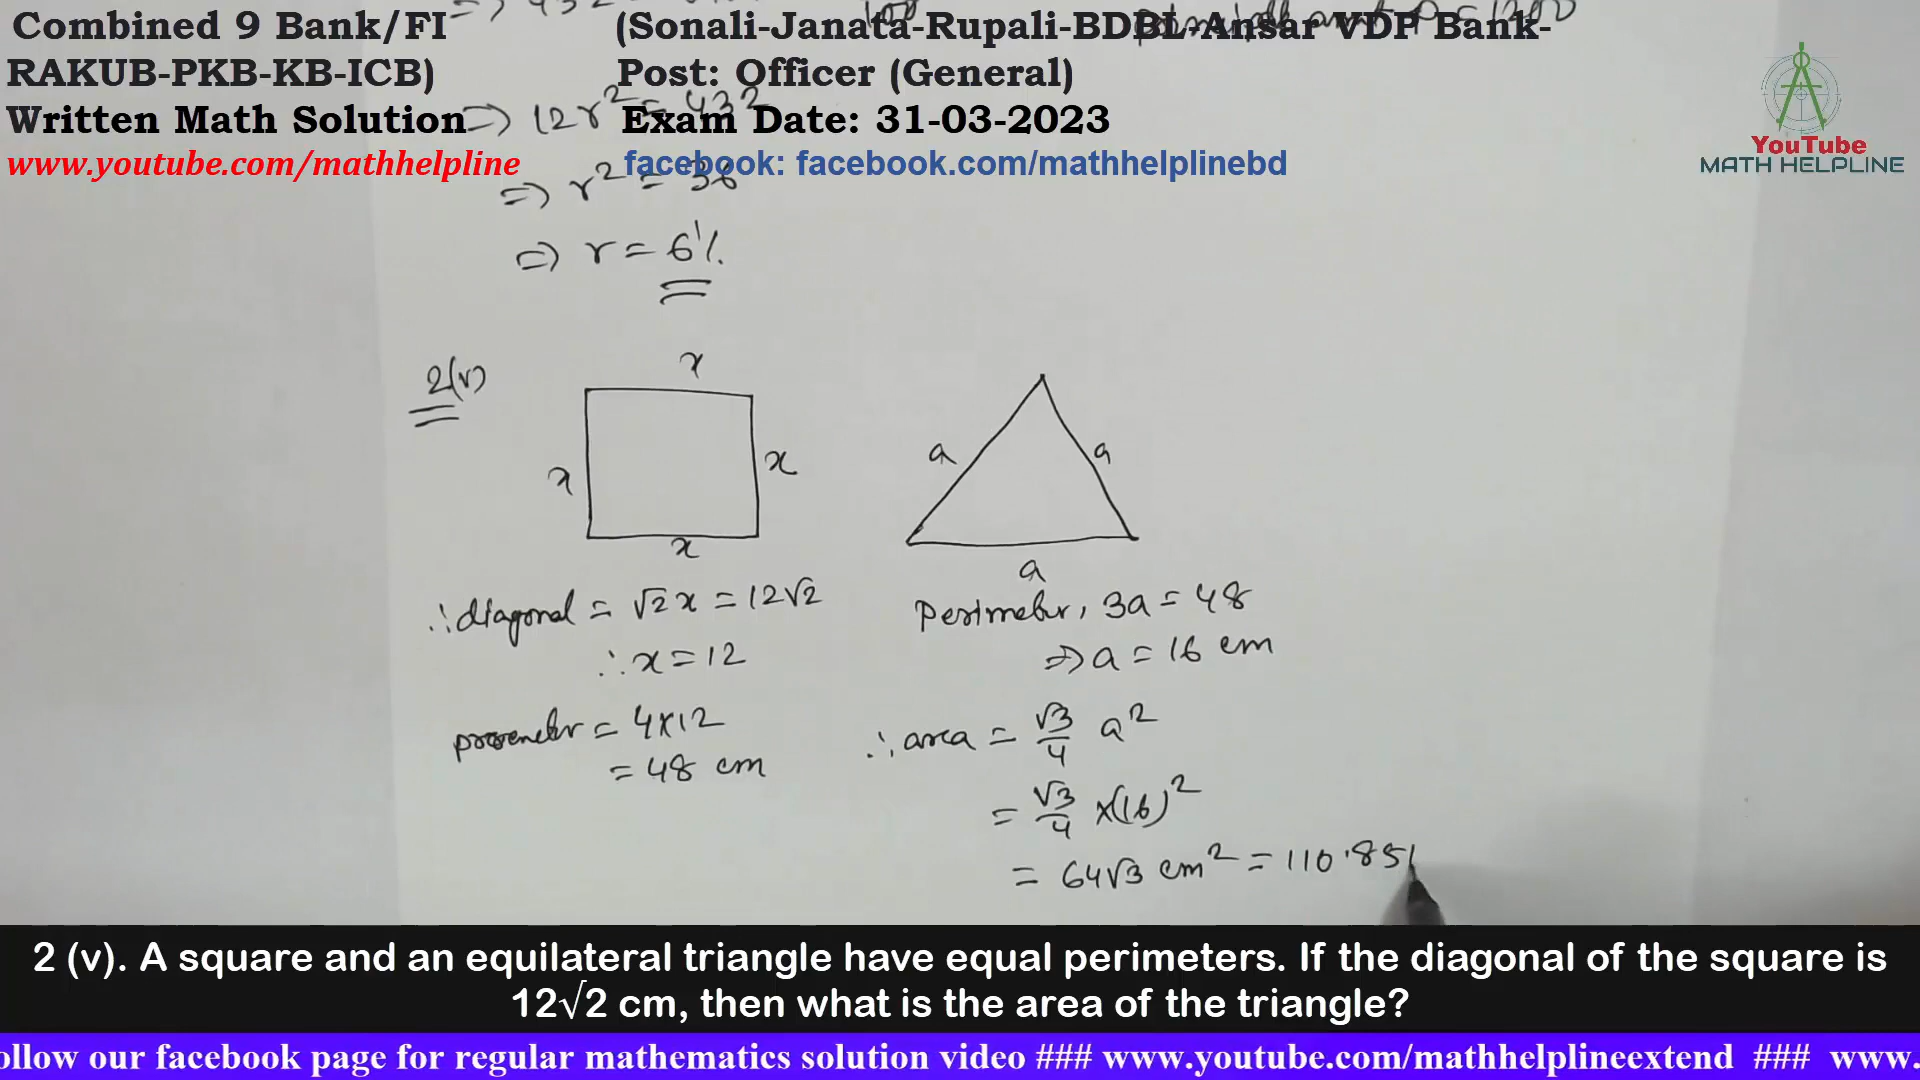 Combined 9 Bank/FI (Sonali-Janata-Rupali-BDBL-Ansar VDP Bank-
RAKUB-PKB-KB-ICB) Post: Officer (General)
Written Math Solution Exam Date: 31-03-2023
www.youtube.com/mathhelpline facebook: facebook.com/mathhelplinebd
YouTube
MATH HELPLINE
=> 12r² = 432
=> r² = 36
=> r = 6%
2(v)
x
x
x
x
a
a
a
∴ diagonal = √2x = 12√2
∴ x = 12
= 4×12
= 48 cm
Perimeter, 3a = 48
=> a = 16 cm
∴ area = √3/4 a²
= √3/4 ×(16)²
= 64√3 cm² = 110.851
2 (v). A square and an equilateral triangle have equal perimeters. If the diagonal of the square is
12√2 cm, then what is the area of the triangle?
ollow our facebook page for regular mathematics solution video ### www.youtube.com/mathhelplineextend ### www.